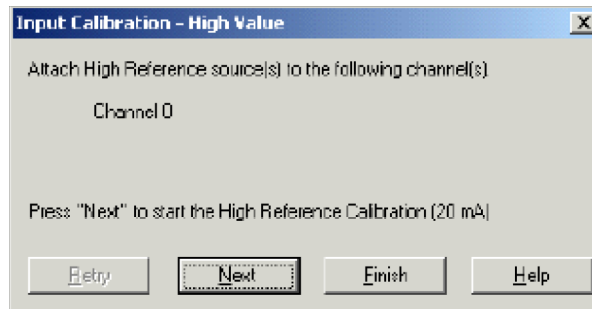 Input Calibration - High Value
Attach High Reference source(s) to the following channel(s)
Channel 0
Press "Next" to start the High Reference Calibration (20 mA)
Retry
Next
Finish
Help